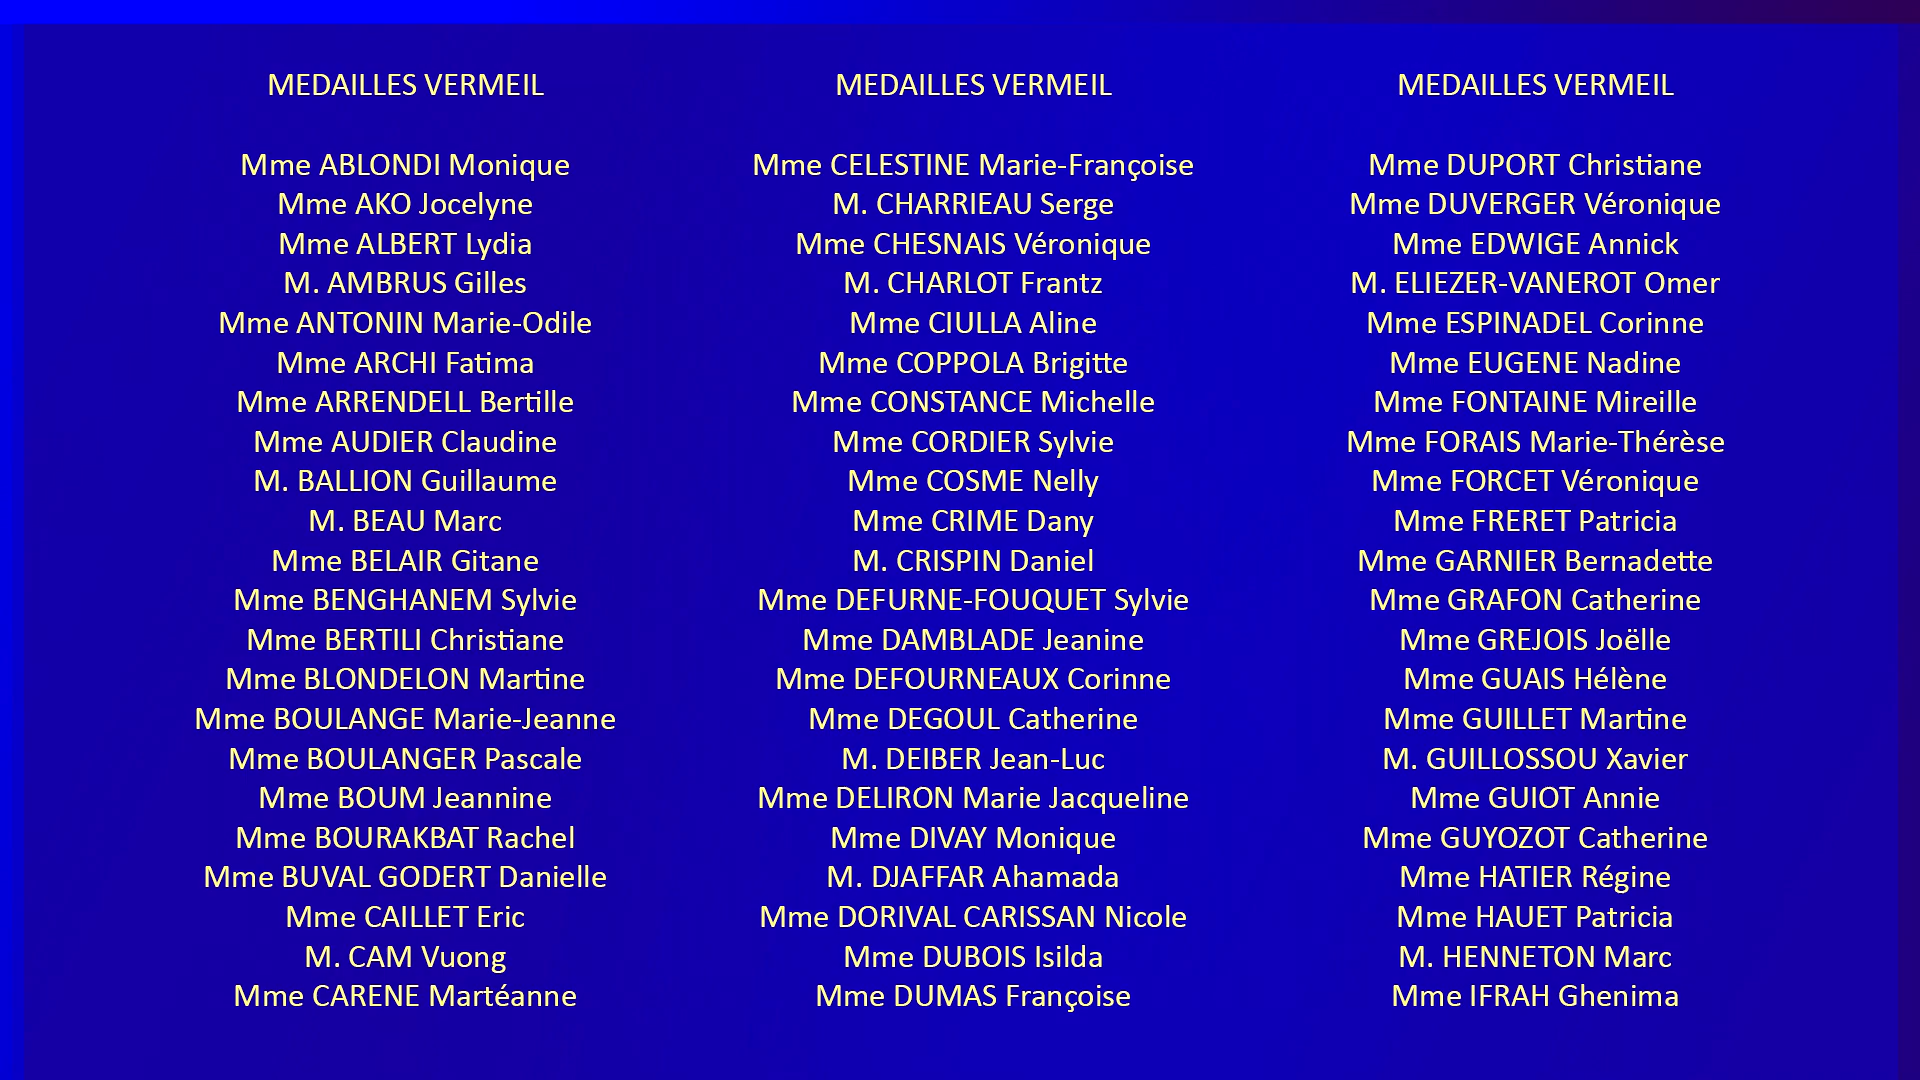 MEDAILLES VERMEIL
Mme ABLONDI Monique
Mme AKO Jocelyne
Mme ALBERT Lydia
M. AMBRUS Gilles
Mme ANTONIN Marie-Odile
Mme ARCHI Fatima
Mme ARRENDELL Bertille
Mme AUDIER Claudine
M. BALLION Guillaume
M. BEAU Marc
Mme BELAIR Gitane
Mme BENGHANEM Sylvie
Mme BERTILI Christiane
Mme BLONDELON Martine
Mme BOULANGE Marie-Jeanne
Mme BOULANGER Pascale
Mme BOUM Jeannine
Mme BOURAKBAT Rachel
Mme BUVAL GODERT Danielle
Mme CAILLET Eric
M. CAM Vuong
Mme CARENE Martéanne
MEDAILLES VERMEIL
Mme CELESTINE Marie-Françoise
M. CHARRIEAU Serge
Mme CHESNAIS Véronique
M. CHARLOT Frantz
Mme CIULLA Aline
Mme COPPOLA Brigitte
Mme CONSTANCE Michelle
Mme CORDIER Sylvie
Mme COSME Nelly
Mme CRIME Dany
M. CRISPIN Daniel
Mme DEFURNE-FOUQUET Sylvie
Mme DAMBLADE Jeanine
Mme DEFOURNEAUX Corinne
Mme DEGOUL Catherine
M. DEIBER Jean-Luc
Mme DELIRON Marie Jacqueline
Mme DIVAY Monique
M. DJAFFAR Ahamada
Mme DORIVAL CARISSAN Nicole
Mme DUBOIS Isilda
Mme DUMAS Françoise
MEDAILLES VERMEIL
Mme DUPORT Christiane
Mme DUVERGER Véronique
Mme EDWIGE Annick
M. ELIEZER-VANEROT Omer
Mme ESPINADEL Corinne
Mme EUGENE Nadine
Mme FONTAINE Mireille
Mme FORAIS Marie-Thérèse
Mme FORCET Véronique
Mme FRERET Patricia
Mme GARNIER Bernadette
Mme GRAFON Catherine
Mme GREJOIS Joëlle
Mme GUAIS Hélène
Mme GUILLET Martine
M. GUILLOSSOU Xavier
Mme GUIOT Annie
Mme GUYOZOT Catherine
Mme HATIER Régine
Mme HAUET Patricia
M. HENNETON Marc
Mme IFRAH Ghenima